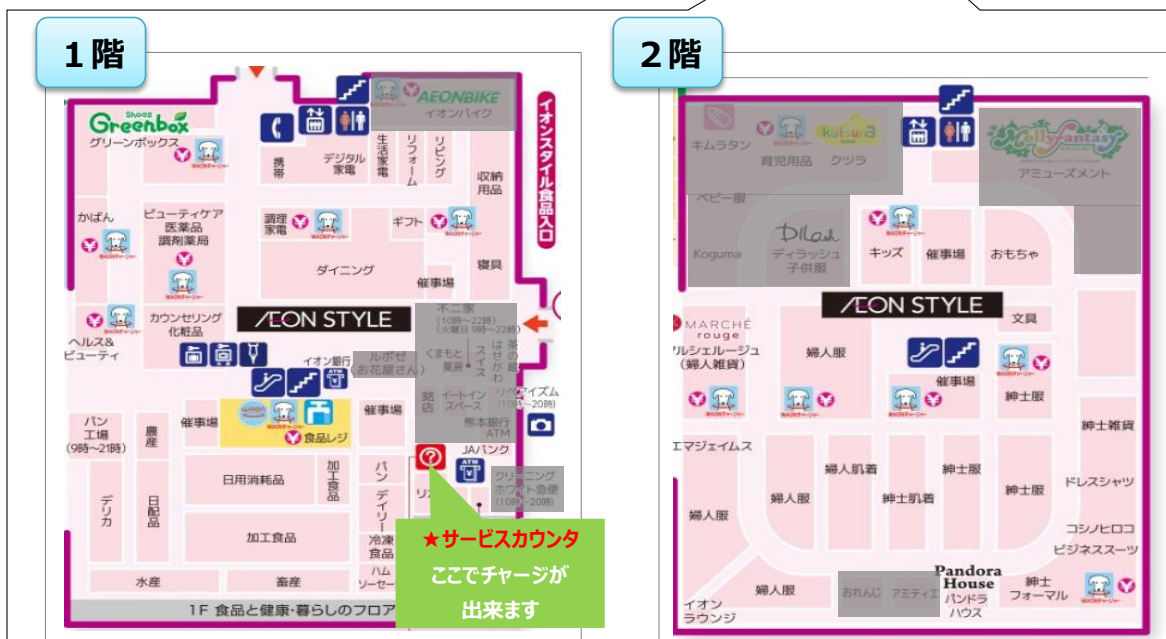 1階
Shoes
Greenbox
グリーンボックス
AEONBIKE
イオンバイク
イオンスタイル食品入口
携帯
デジタル
家電
生活家電
リフォーム
リビング
収納
用品
かばん
ビューティケア
医薬品
調剤薬局
調理
家電
ギフト
ダイニング
寝具
催事場
AEON STYLE
不二家
(10時~22時)
(火曜日9時~22時)
ヘルス&
ビューティ
カウンセリング
化粧品
イオン銀行
ATM
ルポゼ
(お花屋さん)
くまもと
菓房
スイス
茶の蔵
はせがわ
銘店
イートイン
スペース
リペアイズム
(10時~20時)
熊本銀行
ATM
パン
工場
(9時~21時)
農産
催事場
WAON
食品レジ
催事場
JAバンク
ATM
クリーニング
ホワイト急便
(10時~20時)
デリカ
日配品
日用消耗品
加工食品
パン
デイリー
加工食品
冷凍
食品
水産
畜産
ハム
ソーセー
1F 食品と健康・暮らしのフロア
★サービスカウンタ
ここでチャージが
出来ます
2階
キムラタン
育児用品
kutsura
クツラ
Mollyfantasy
アミューズメント
ベビー服
Koguma
DILash
ディラッシュ
子供服
キッズ
催事場
おもちゃ
AEON STYLE
文具
MARCHÉ
rouge
マルシェルージュ
(婦人雑貨)
婦人服
催事場
紳士服
紳士雑貨
エマジェイムス
婦人肌着
紳士服
婦人服
紳士肌着
紳士服
ドレスシャツ
婦人服
コシノヒロコ
ビジネススーツ
婦人服
おれんじ
アミティエ
Pandora
House
パンドラ
ハウス
紳士
フォーマル
イオン
ラウンジ